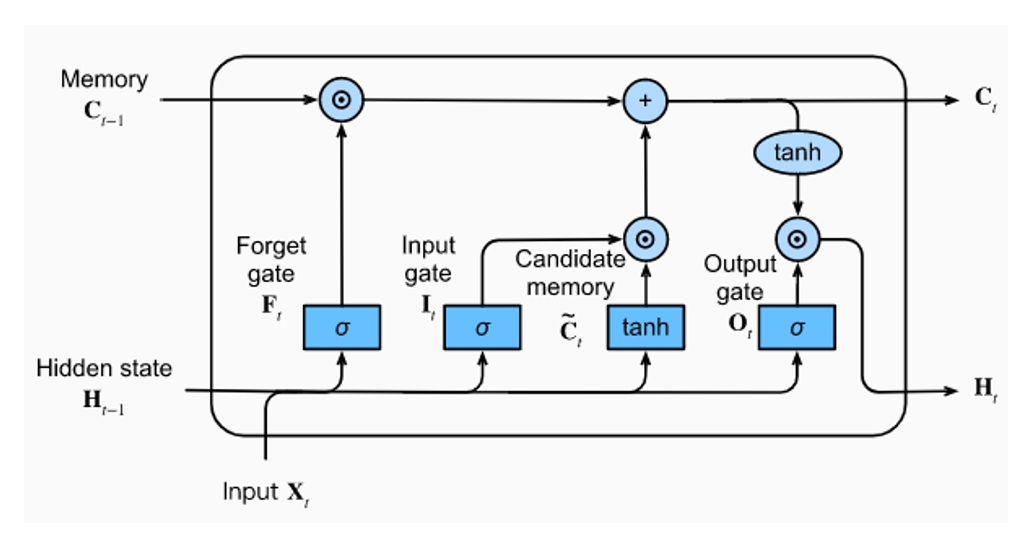 Memory
C_{t−1}
+
C_t
tanh
Forget
gate
F_t
Input
gate
I_t
Candidate
memory
C̃_t
Output
gate
O_t
σ
σ
tanh
σ
Hidden state
H_{t−1}
H_t
Input X_t